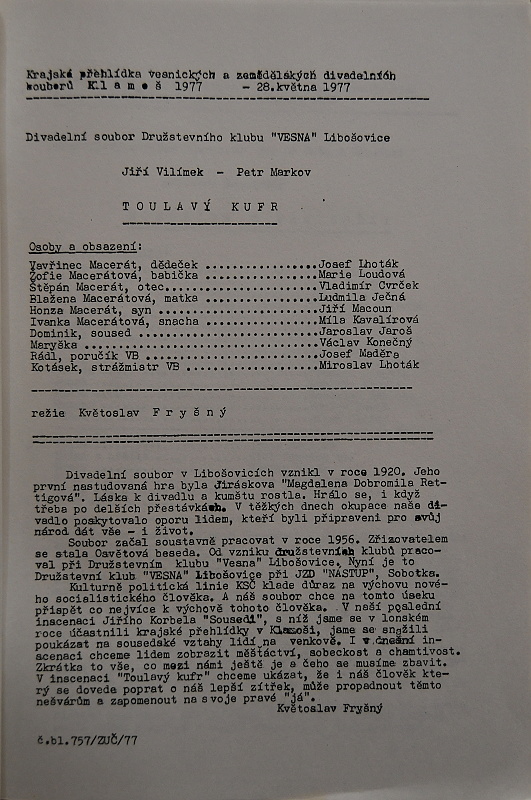 Krajská přehlídka vesnických a zemědělských divadelních
souborů K l a m o š 1977 - 28.května 1977
Divadelní soubor Družstevního klubu "VESNA" Libošovice
Jiří Vilímek - Petr Markov
T O U L A V Ý K U F R
Osoby a obsazení:
Vavřinec Macerát, dědeček .................Josef Lhoták
Žofie Macerátová, babička .................Marie Loudová
Štěpán Macerát, otec.......................Vladimír Cvrček
Blažena Macerátová, matka .................Ludmila Ječná
Honza Macerát, syn ........................Jiří Macoun
Ivanka Macerátová, snacha .................Míla Kavalírová
Dominik, soused ...........................Jaroslav Jaroš
Maryška ...................................Václav Konečný
Rádl, poručík VB ..........................Josef Maděra
Kotásek, strážmistr VB ....................Miroslav Lhoták
režie Květoslav F r y š n ý
Divadelní soubor v Libošovicích vznikl v roce 1920. Jeho
první nastudovaná hra byla Jiráskova "Magdalena Dobromila Ret-
tigová". Láska k divadlu a kumštu rostla. Hrálo se, i když
třeba po delších přestávkách. V těžkých dnech okupace naše di-
vadlo poskytovalo oporu lidem, kteří byli připraveni pro svůj
národ dát vše - i život.
Soubor začal soustavně pracovat v roce 1956. Zřizovatelem
se stala Osvětová beseda. Od vzniku družstevních klubů praco-
val při Družstevním klubu "Vesna" Libošovice. Nyní je to
Družstevní klub "VESNA" Libošovice při JZD "NÁSTUP", Sobotka.
Kulturně politická linie KSČ klade důraz na výchovu nové-
ho socialistického člověka. A náš soubor chce na tomto úseku
přispět co nejvíce k výchově tohoto člověka. V naší poslední
inscenaci Jiřího Korbela "Sousedi", s níž jsme se v loňském
roce účastnili krajské přehlídky v Klamoši, jsme se snažili
poukázat na sousedské vztahy lidí na venkově. I v dnešní in-
scenaci chceme lidem zobrazit měšťáctví, sobeckost a chamtivost.
Zkrátka to vše, co mezi námi ještě je a čeho se musíme zbavit.
V inscenaci "Toulavý kufr" chceme ukázat, že i náš člověk kte-
rý se doveda poprat o náš lepší zítřek, může propadnout těmto
nešvárům a zapomenout na svoje pravé "já".
Květoslav Fryšný
č.bl.757/ZUČ/77